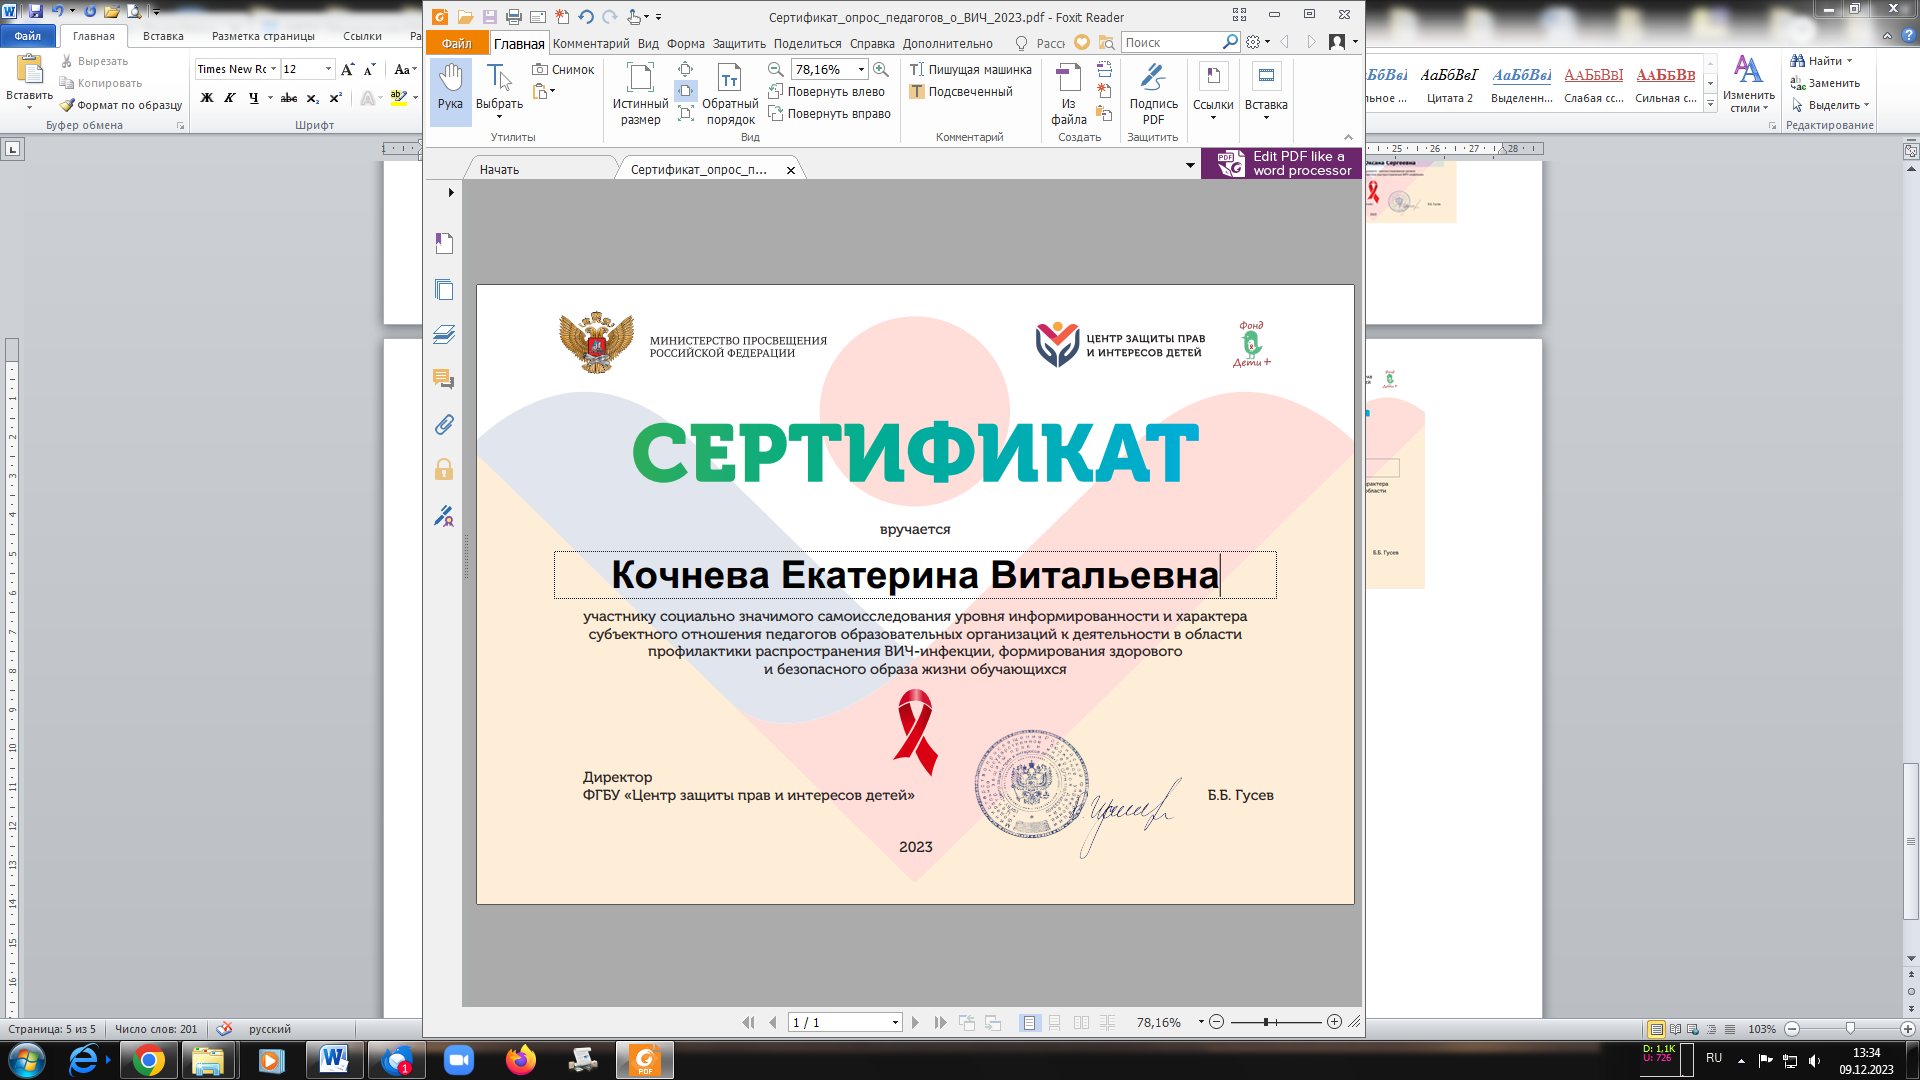 Сертификат_опрос_педагогов_о_ВИЧ_2023.pdf - Foxit Reader
Файл
Главная
Вставка
Разметка страницы
Ссылки
Вставить
Вырезать
Копировать
Формат по образцу
Буфер обмена
Times New Ro
12
Шрифт
Файл
Главная
Комментарий
Вид
Форма
Защитить
Поделиться
Справка
Дополнительно
Расск
Поиск
Рука
Выбрать
Снимок
Утилиты
Истинный размер
Обратный порядок
78,16%
Повернуть влево
Повернуть вправо
Вид
Пишущая машинка
Подсвеченный
Комментарий
Из файла
Создать
Подпись PDF
Защитить
Ссылки
Вставка
Цитата 2
Выделенн...
Слабая сс...
Сильная с...
Изменить стили
Найти
Заменить
Выделить
Редактирование
Начать
Сертификат_опрос_п...
Edit PDF like a
word processor
МИНИСТЕРСТВО ПРОСВЕЩЕНИЯ
РОССИЙСКОЙ ФЕДЕРАЦИИ
ЦЕНТР ЗАЩИТЫ ПРАВ
И ИНТЕРЕСОВ ДЕТЕЙ
Фонд
Дети+
СЕРТИФИКАТ
вручается
Кочнева Екатерина Витальевна
участнику социально значимого самоисследования уровня информированности и характера
субъектного отношения педагогов образовательных организаций к деятельности в области
профилактики распространения ВИЧ-инфекции, формирования здорового
и безопасного образа жизни обучающихся
Директор
ФГБУ «Центр защиты прав и интересов детей»
Б.Б. Гусев
2023
1 / 1
78,16%
Страница: 5 из 5
Число слов: 201
русский
103%
D: 1,1K
U: 726
RU
13:34
09.12.2023